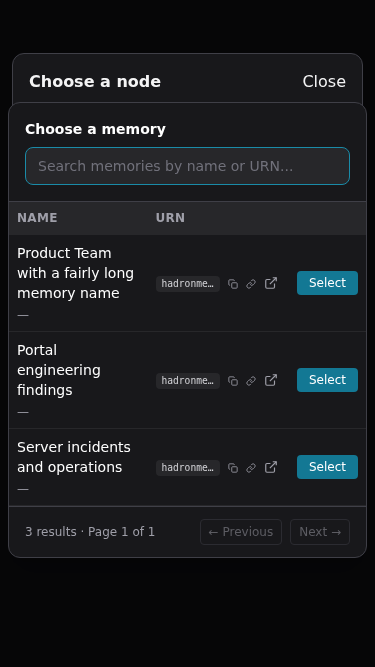 Choose a node Close
Choose a memory
Search memories by name or URN...
NAME URN
Product Team
with a fairly long
memory name
—
hadronme… Select
Portal
engineering
findings
—
hadronme… Select
Server incidents
and operations
—
hadronme… Select
3 results · Page 1 of 1 ← Previous Next →